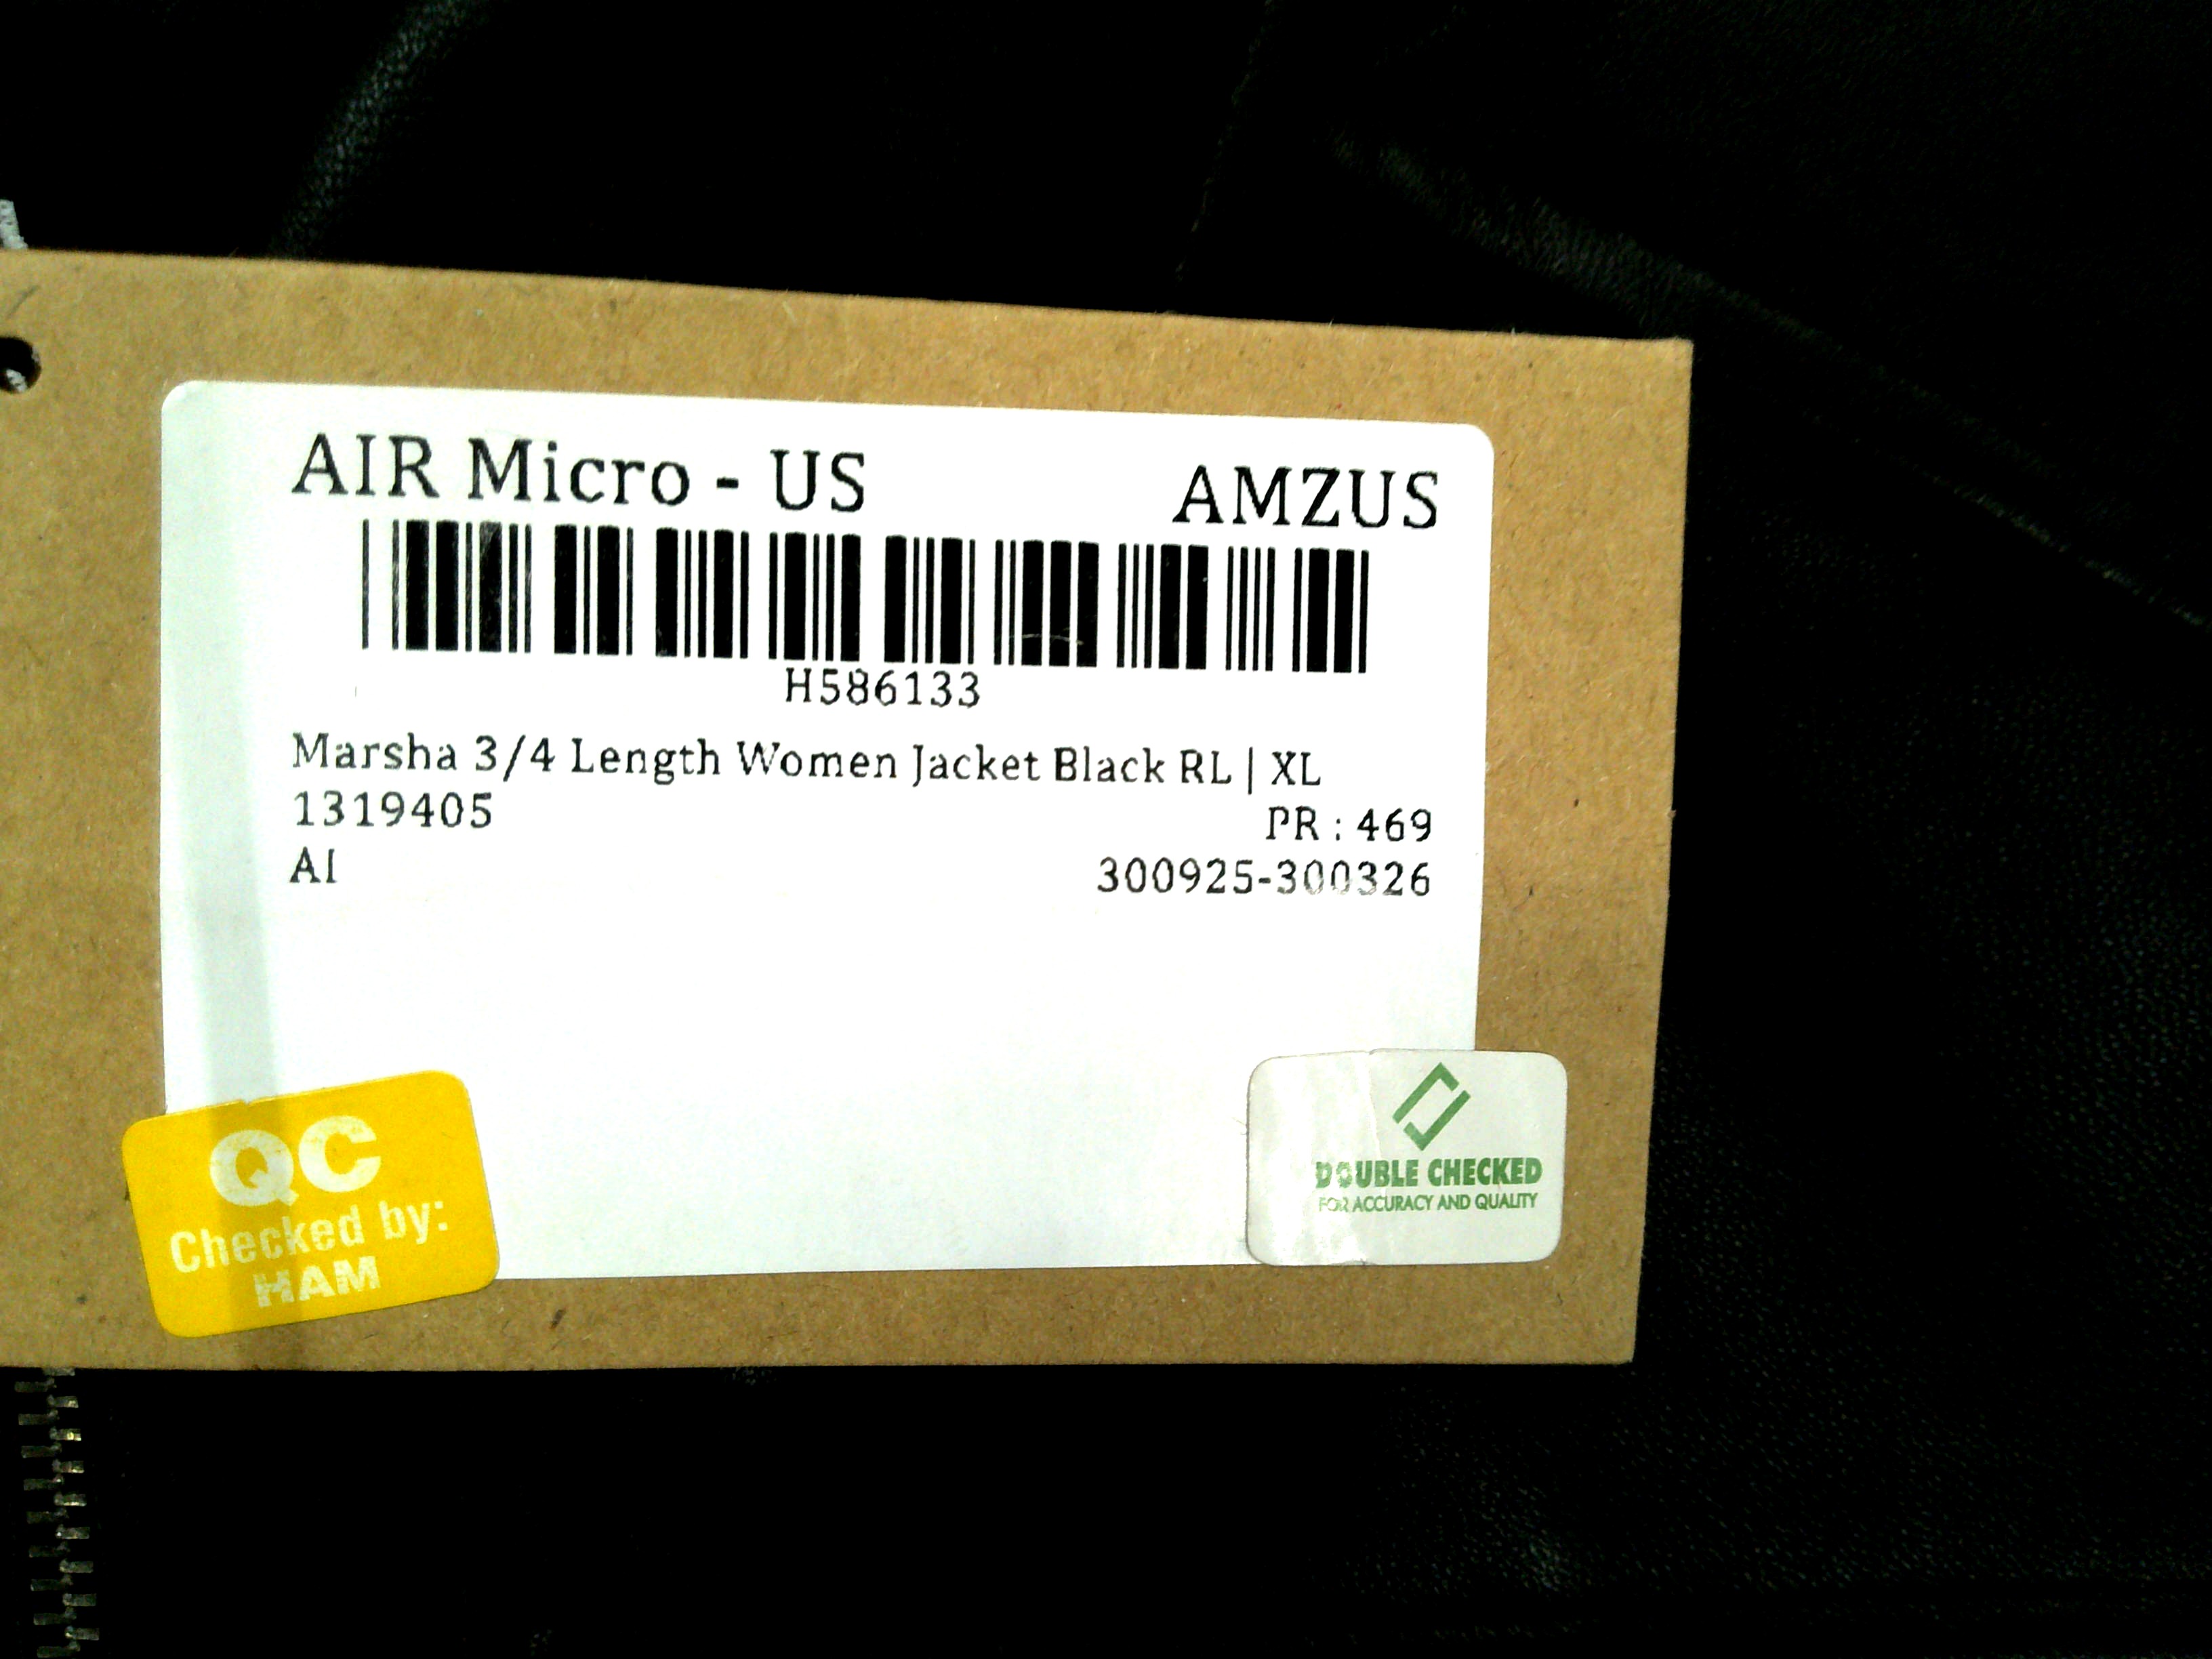 AIR Micro - US AMZUS
H586133
Marsha 3/4 Length Women Jacket Black RL | XL
1319405 PR : 469
AI 300925-300326
QC
Checked by:
HAM
DOUBLE CHECKED
FOR ACCURACY AND QUALITY